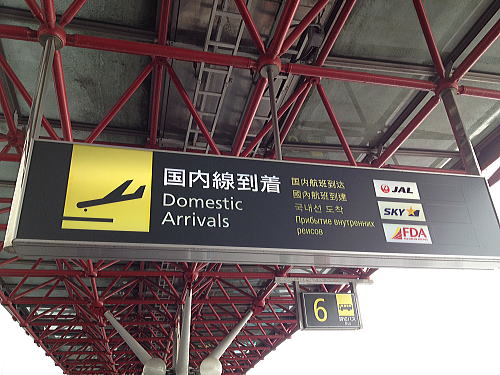 国内線到着
Domestic
Arrivals
国内航班到达
國內航班到達
국내선 도착
Прибытие внутренних
рейсов
JAL
SKY
FDA
6